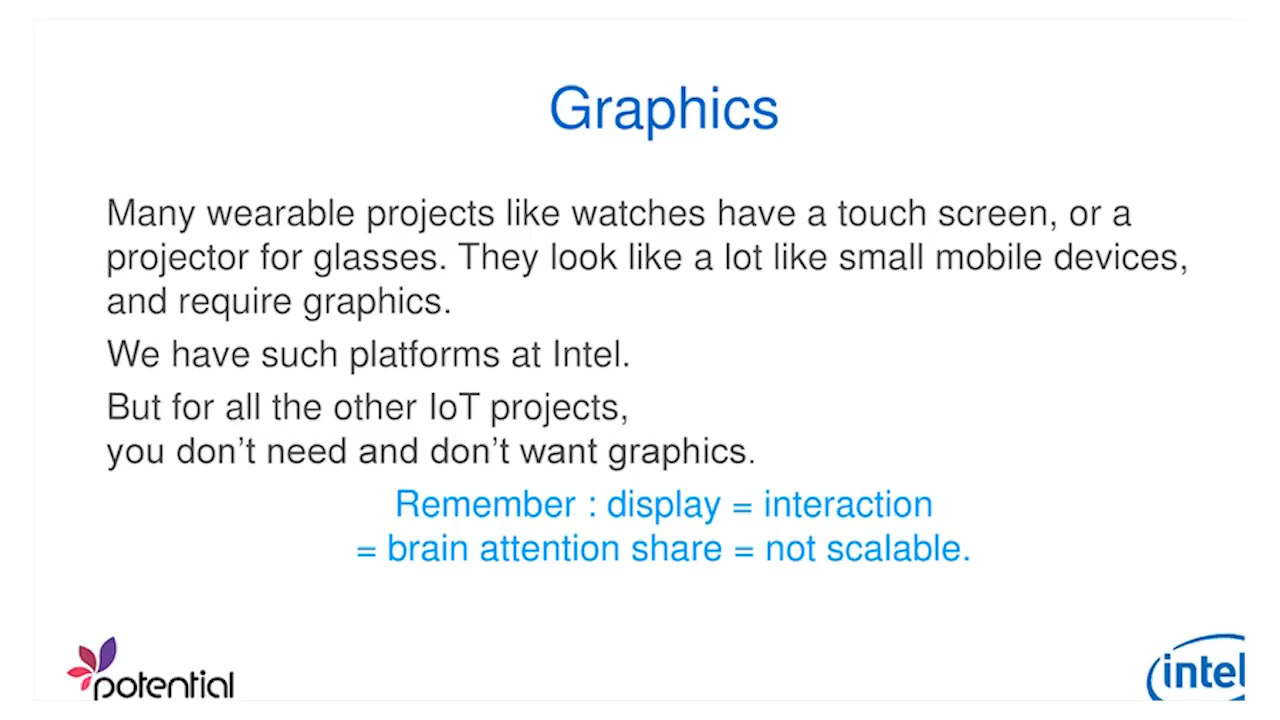 Graphics
Many wearable projects like watches have a touch screen, or a
projector for glasses. They look like a lot like small mobile devices,
and require graphics.
We have such platforms at Intel.
But for all the other IoT projects,
you don’t need and don’t want graphics.
Remember : display = interaction
= brain attention share = not scalable.
potential
intel